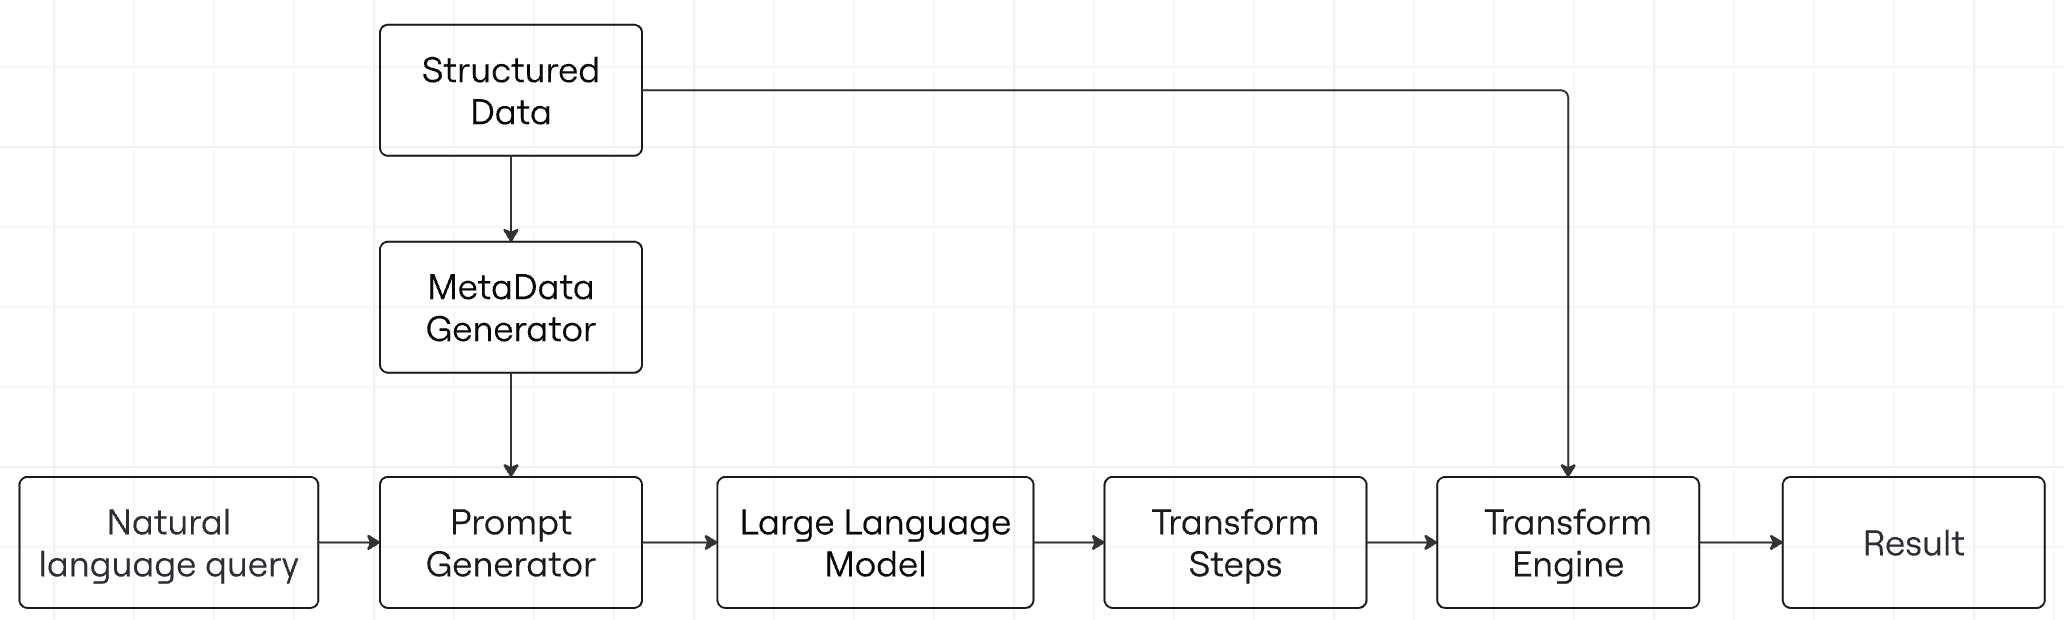 Structured
Data
MetaData
Generator
Natural
language query
Prompt
Generator
Large Language
Model
Transform
Steps
Transform
Engine
Result